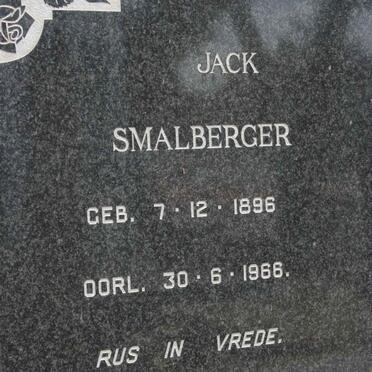 JACK
SMALBERGER
GEB. 7·12·1896
OORL. 30·6·1966.
RUS IN VREDE.